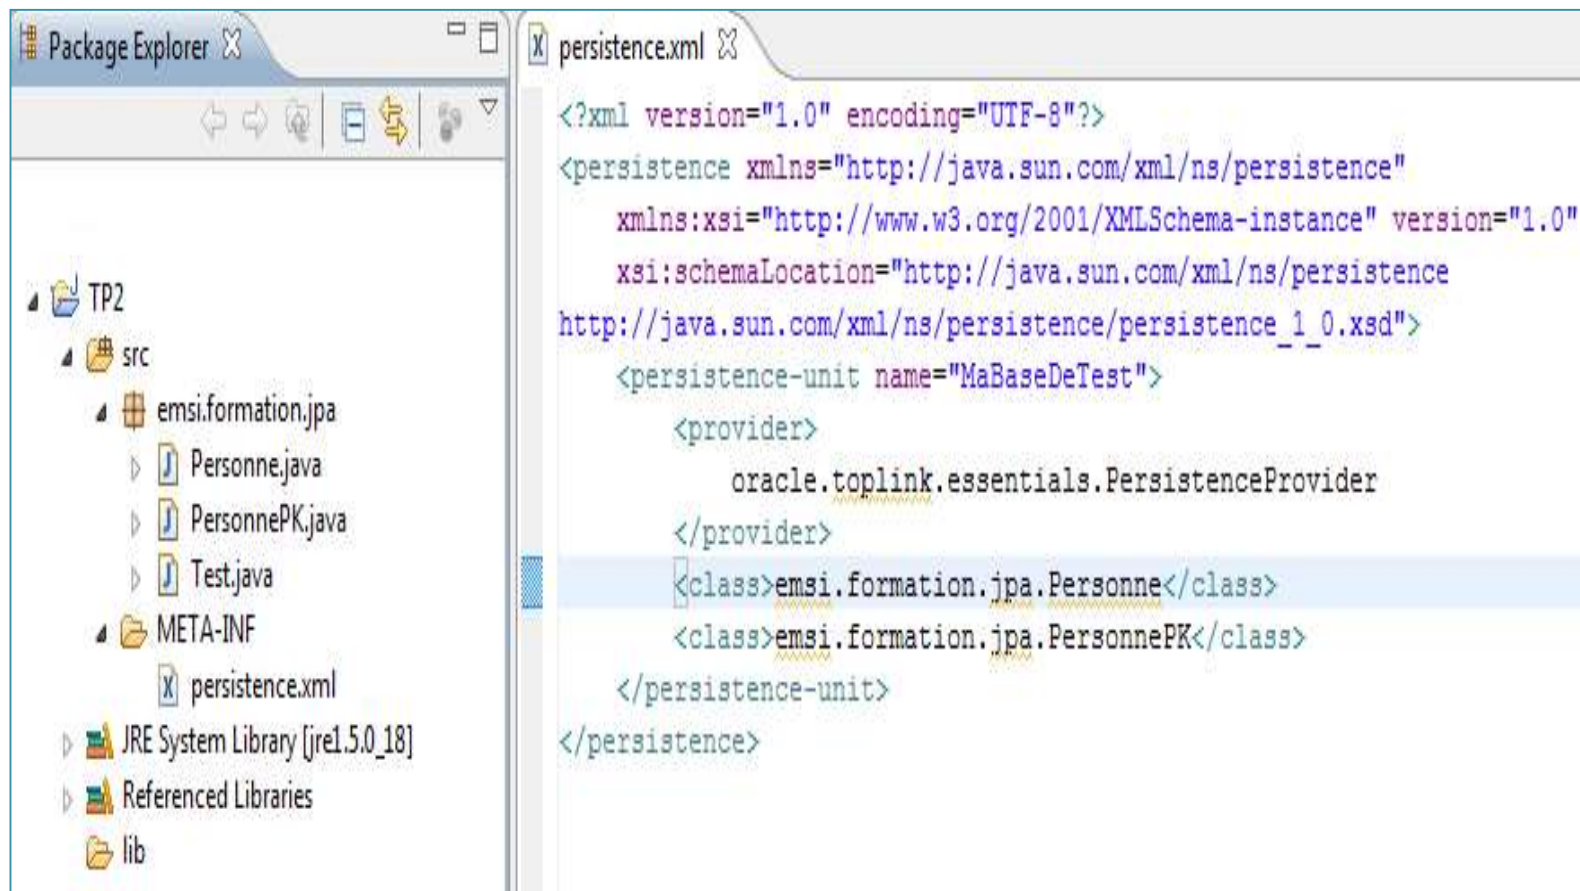 Package Explorer
TP2
src
emsi.formation.jpa
Personne.java
PersonnePK.java
Test.java
META-INF
persistence.xml
JRE System Library [jre1.5.0_18]
Referenced Libraries
lib
persistence.xml
<?xml version="1.0" encoding="UTF-8"?>
<persistence xmlns="http://java.sun.com/xml/ns/persistence"
xmlns:xsi="http://www.w3.org/2001/XMLSchema-instance" version="1.0"
xsi:schemaLocation="http://java.sun.com/xml/ns/persistence
http://java.sun.com/xml/ns/persistence/persistence_1_0.xsd">
<persistence-unit name="MaBaseDeTest">
<provider>
oracle.toplink.essentials.PersistenceProvider
</provider>
<class>emsi.formation.jpa.Personne</class>
<class>emsi.formation.jpa.PersonnePK</class>
</persistence-unit>
</persistence>